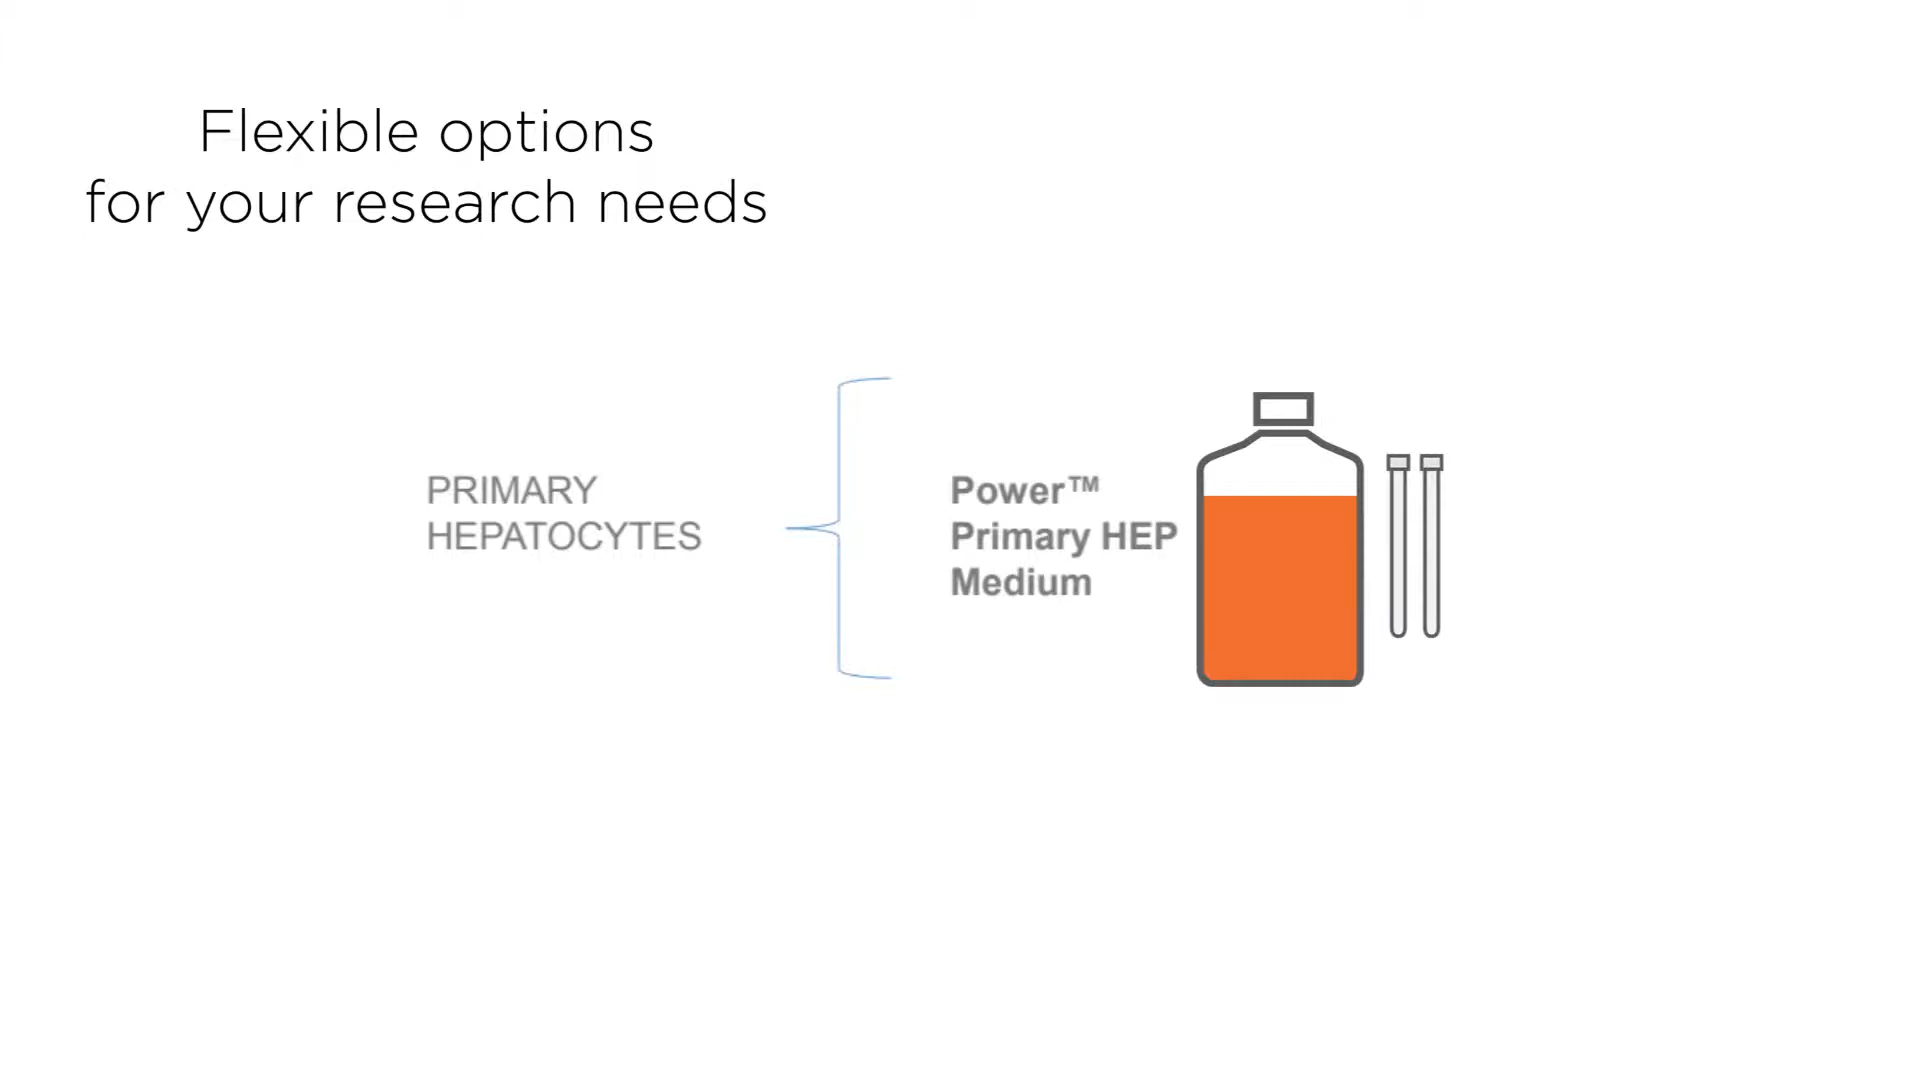 Flexible options
for your research needs
PRIMARY
HEPATOCYTES
Power™
Primary HEP
Medium